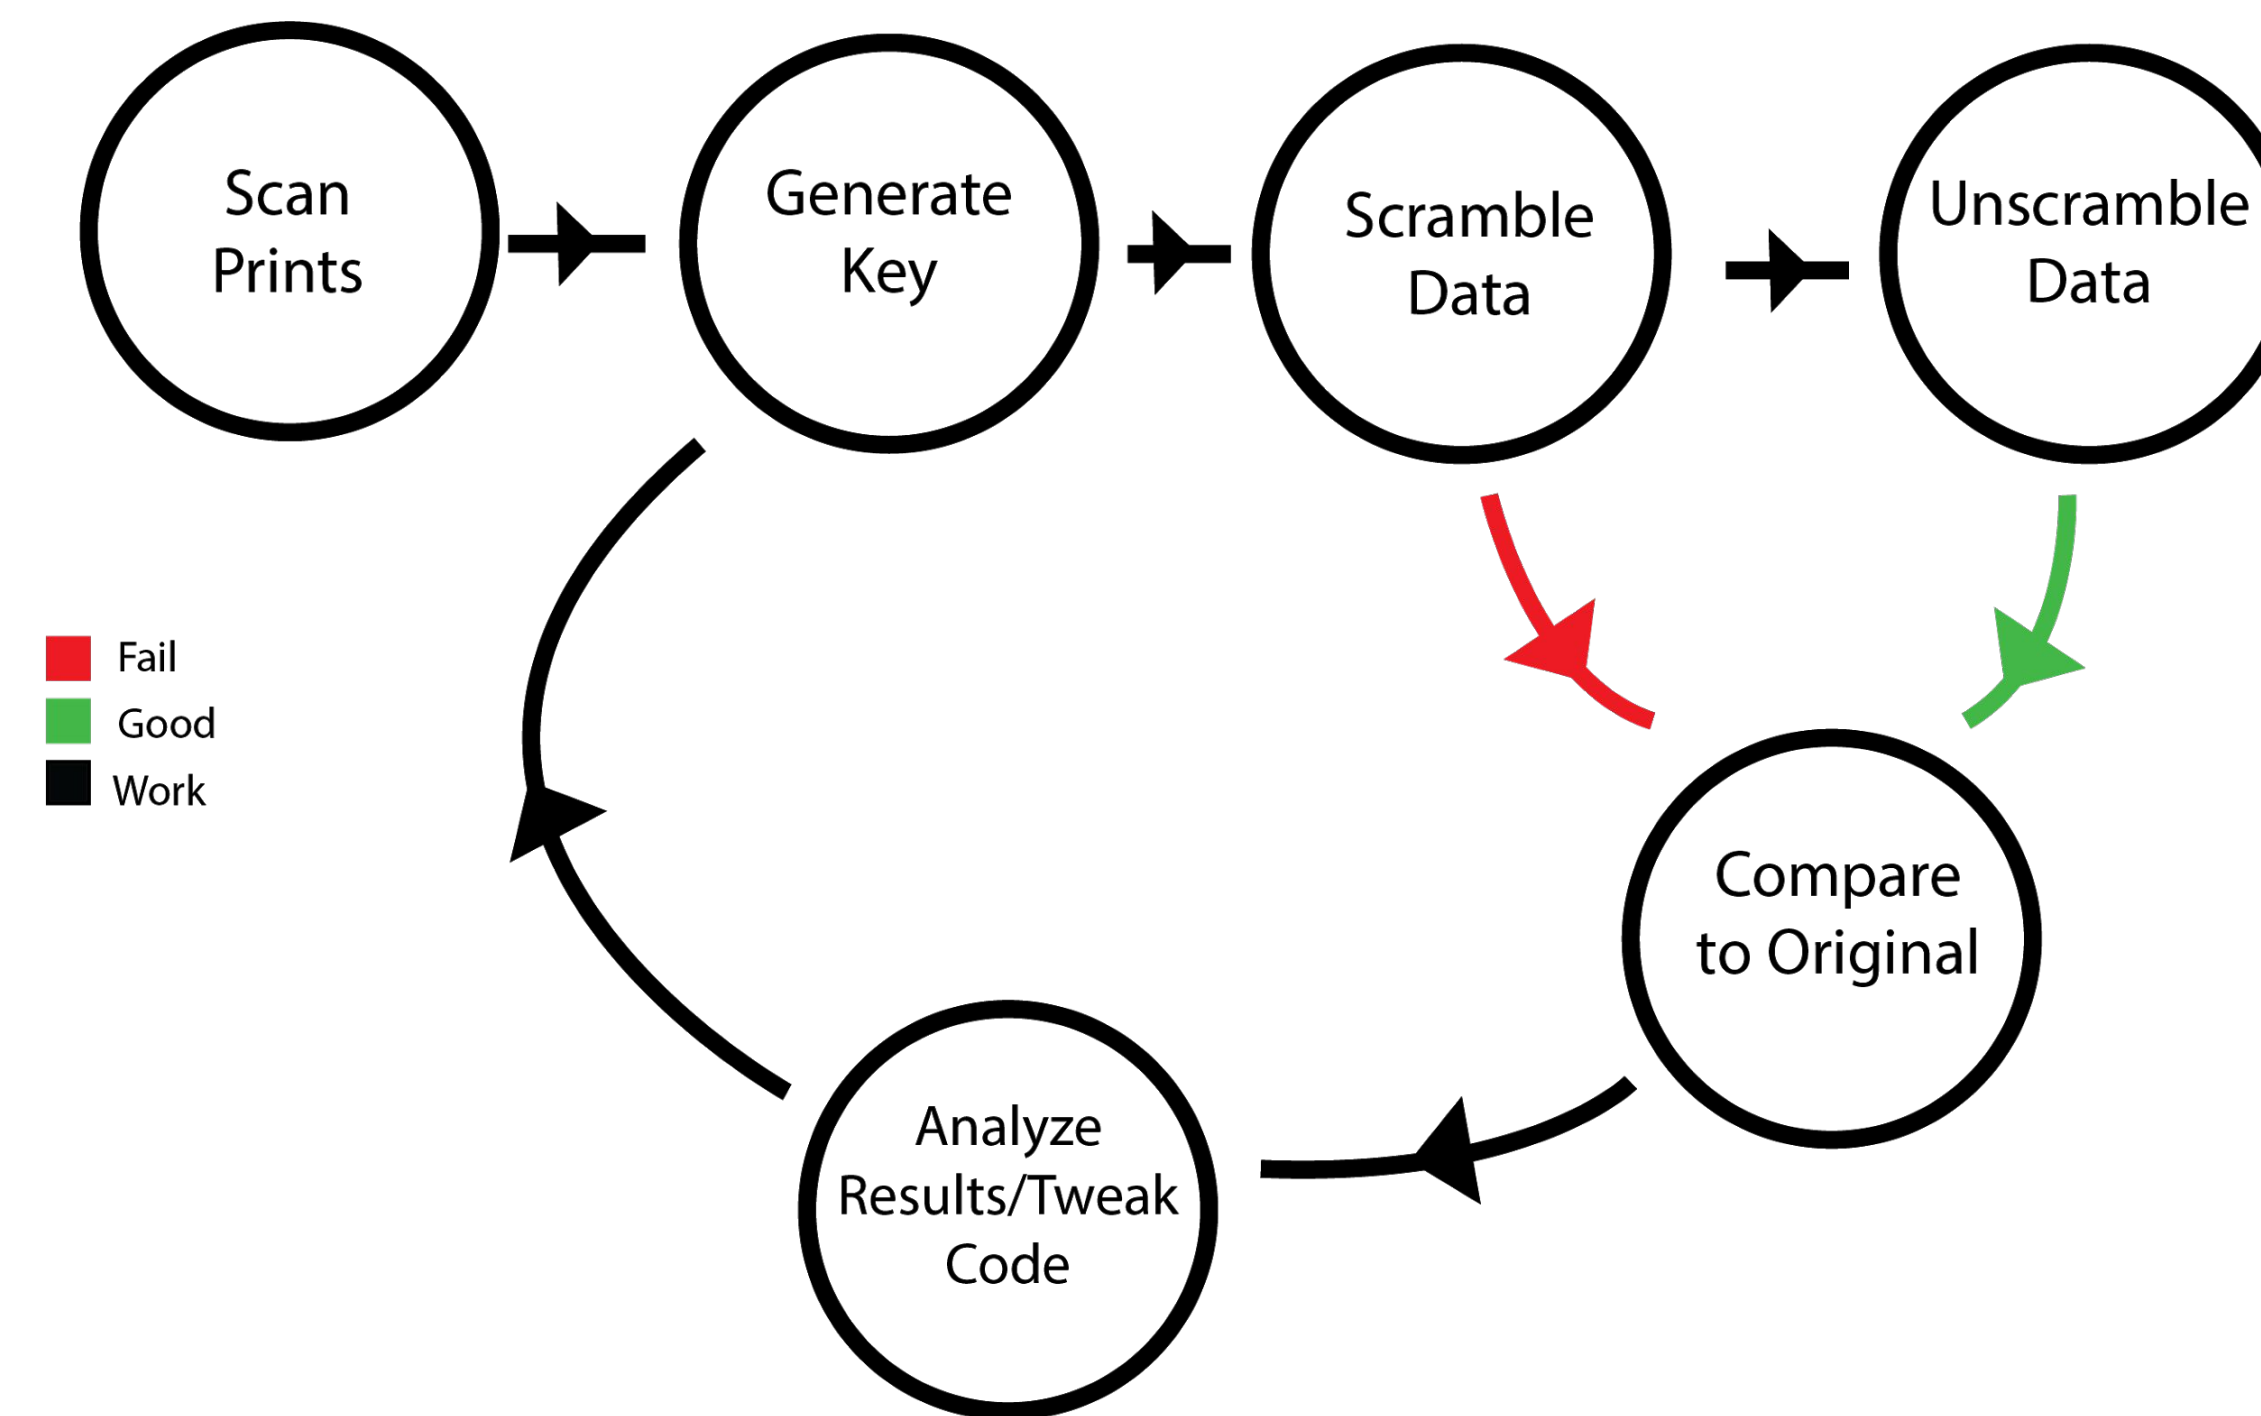 Scan
Prints
Generate
Key
Scramble
Data
Unscramble
Data
Fail
Good
Work
Compare
to Original
Analyze
Results/Tweak
Code